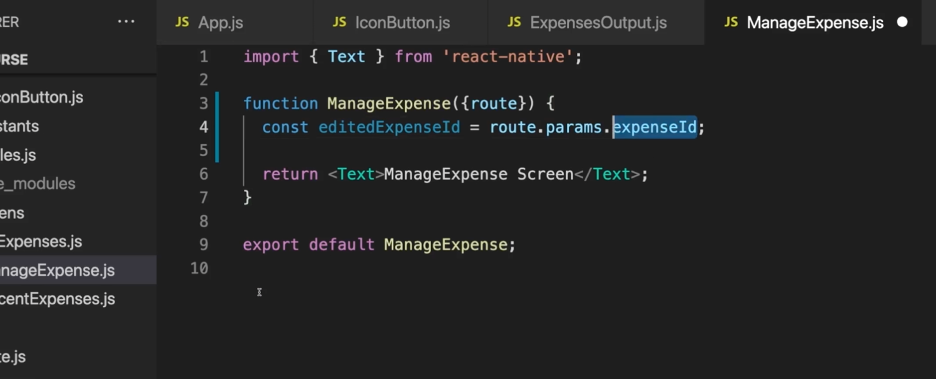 RER ...
JS App.js JS IconButton.js JS ExpensesOutput.js JS ManageExpense.js
RSE
conButton.js
stants
les.js
e_modules
ens
Expenses.js
anageExpense.js
centExpenses.js
te.js
1 import { Text } from 'react-native';
2
3 function ManageExpense({route}) {
4 const editedExpenseId = route.params.expenseId;
5
6 return <Text>ManageExpense Screen</Text>;
7 }
8
9 export default ManageExpense;
10